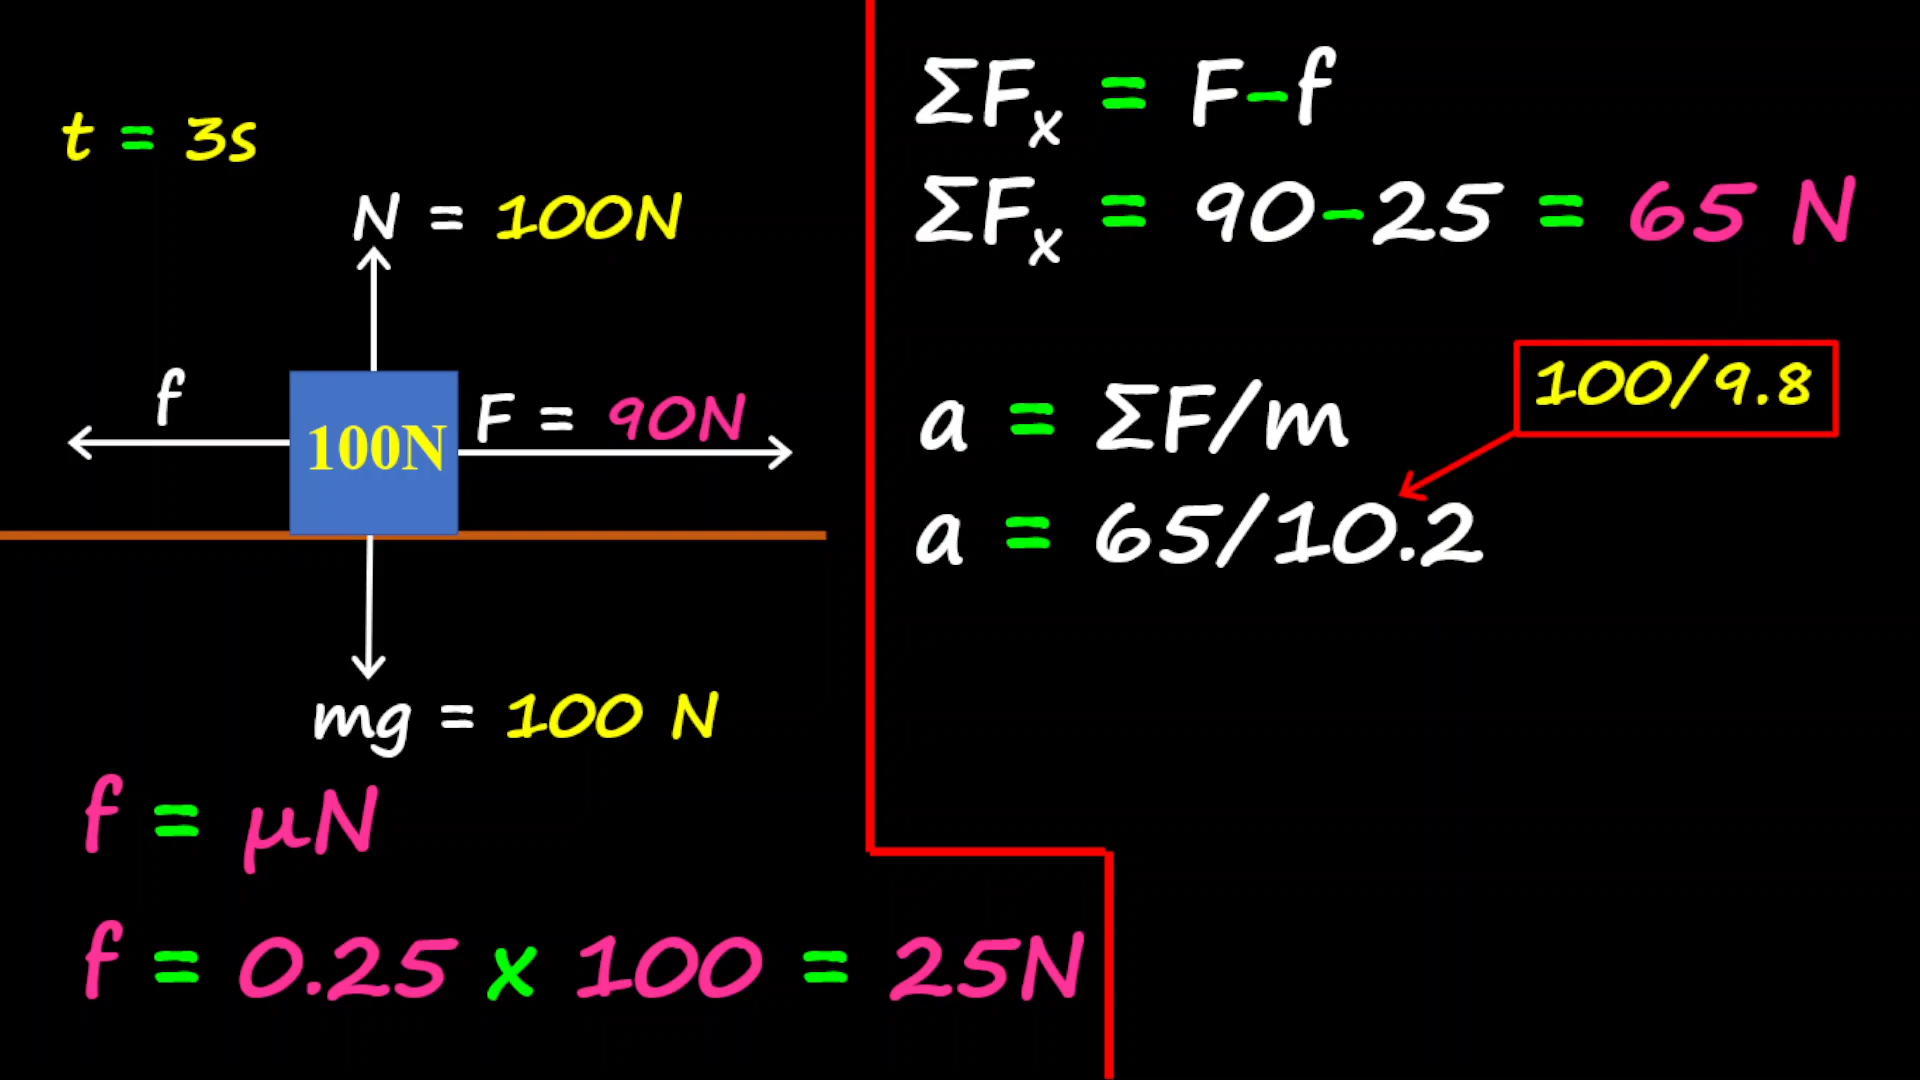 t = 3s
N = 100N
f
100N
F = 90N
mg = 100 N
f = μN
f = 0.25 x 100 = 25N
ΣFx = F-f
ΣFx = 90-25 = 65 N
a = ΣF/m
100/9.8
a = 65/10.2